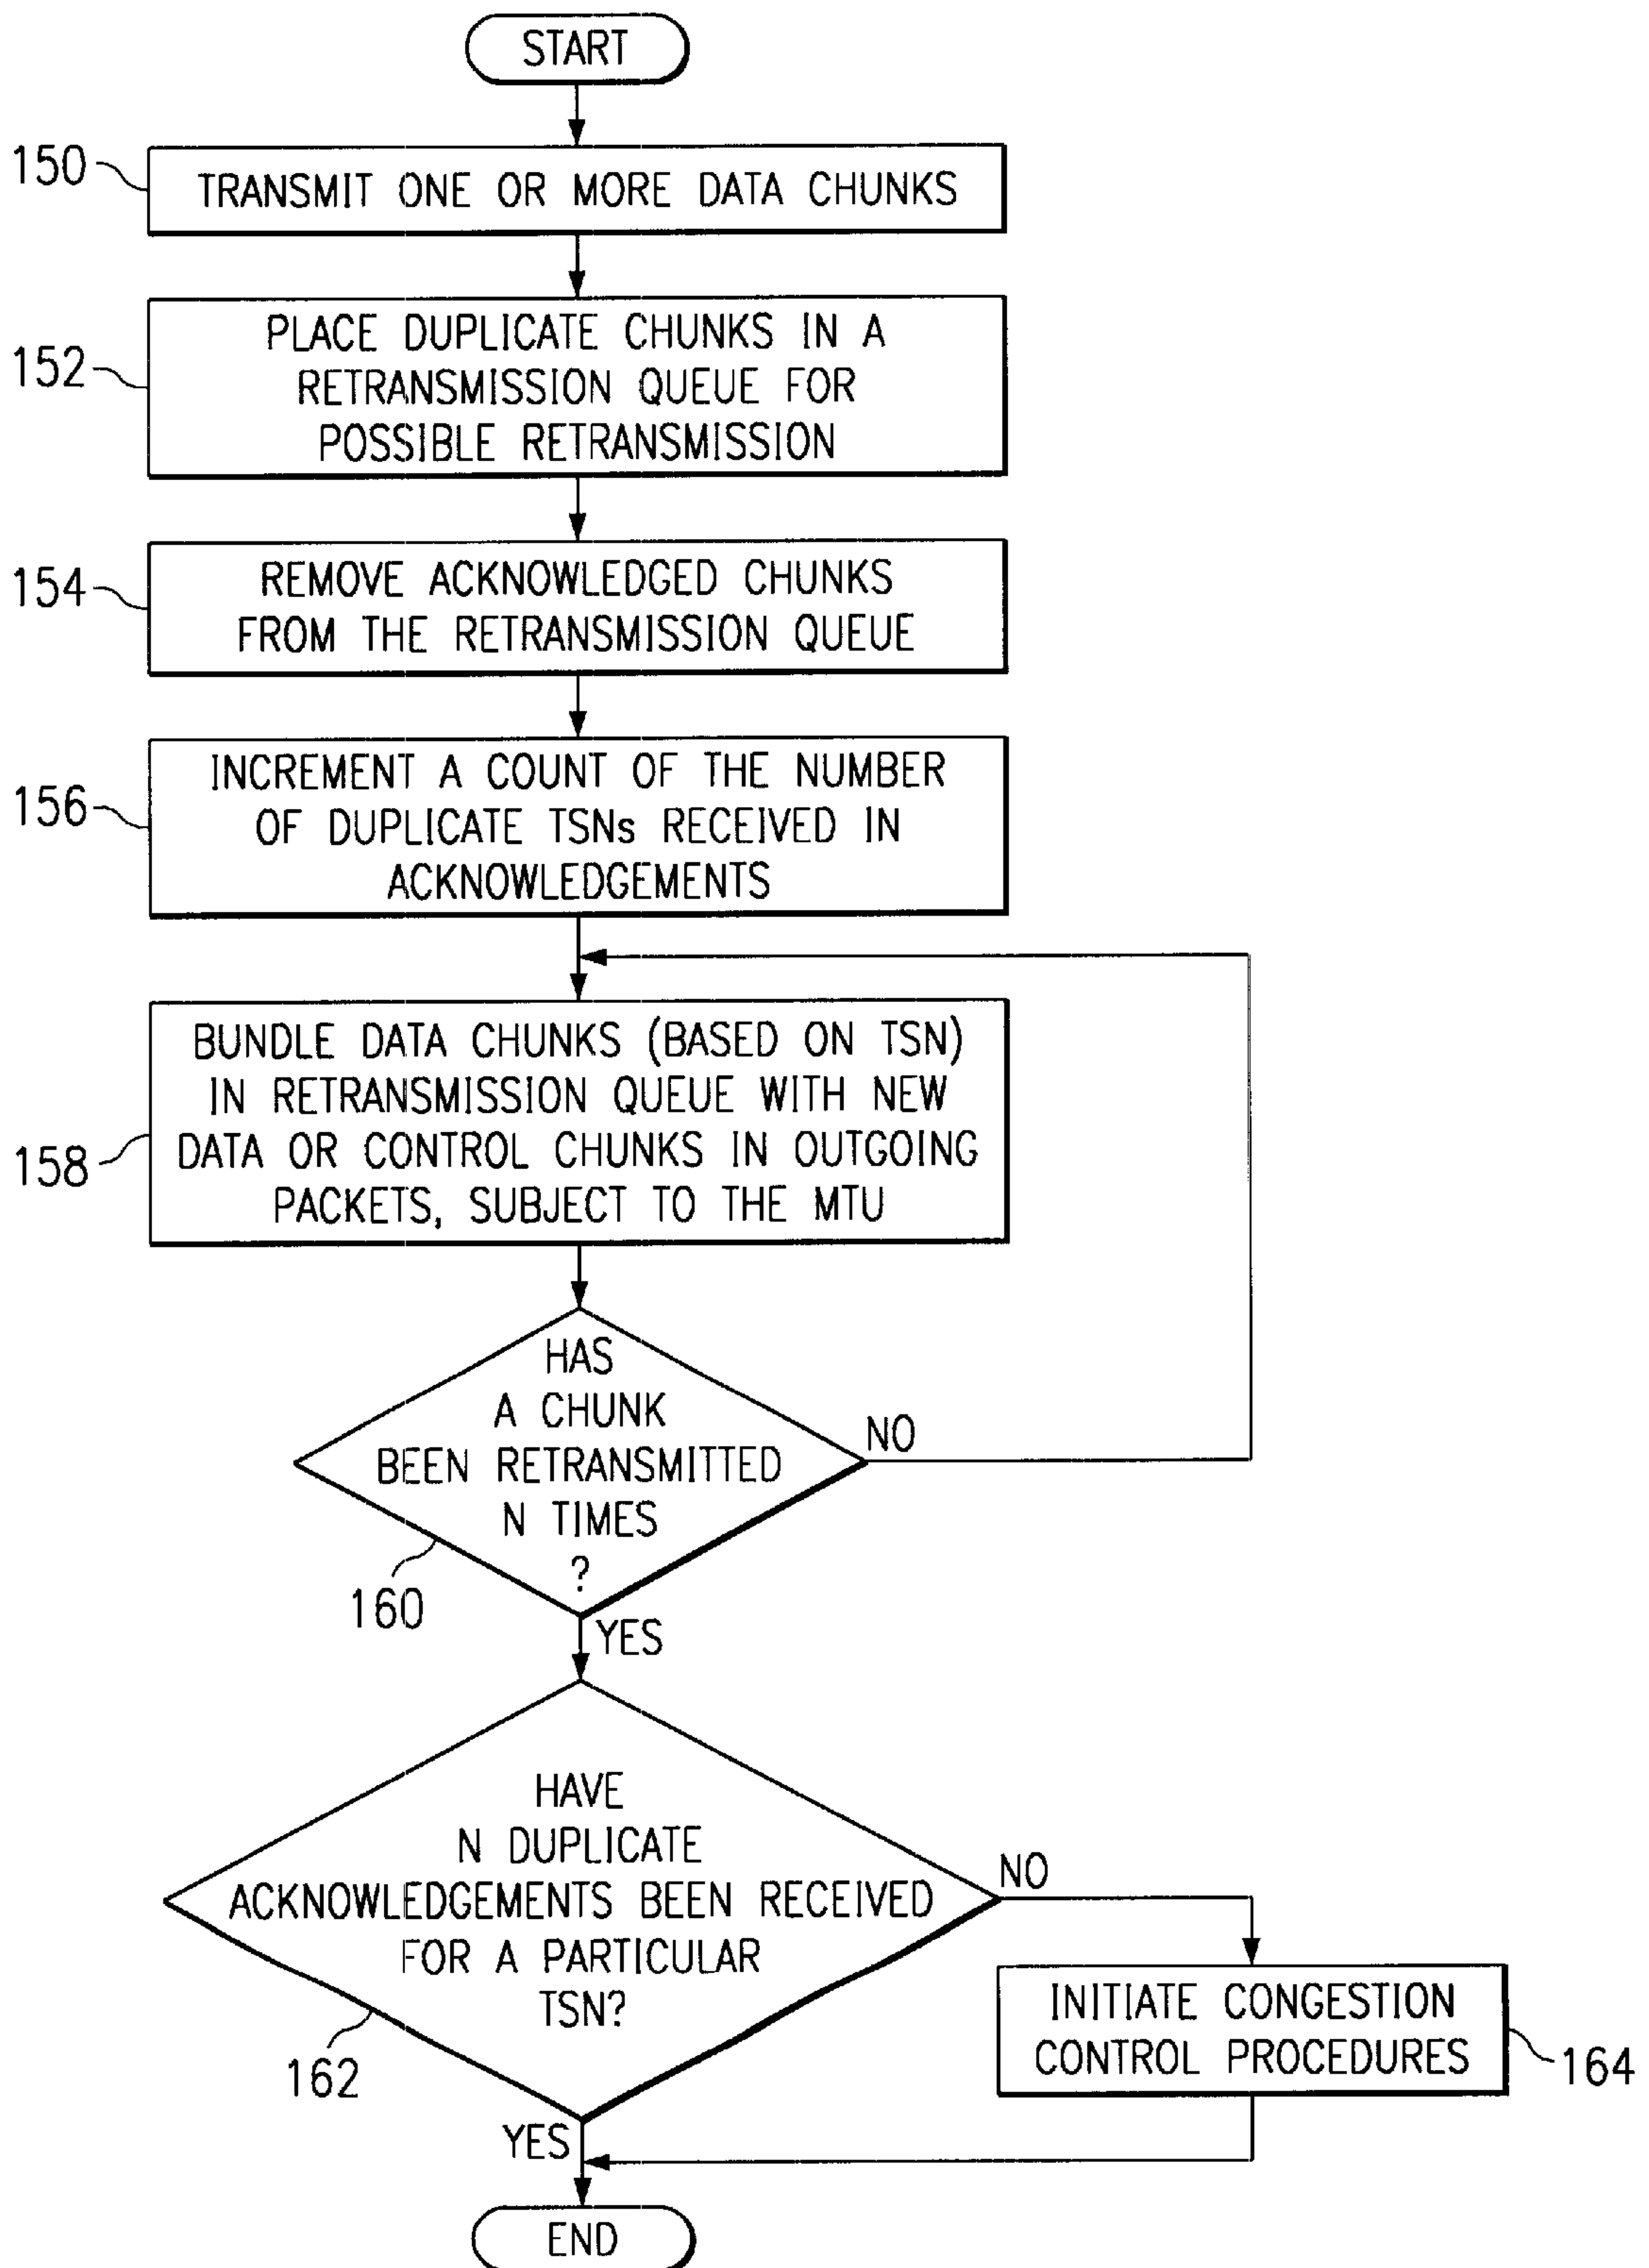 START
150
TRANSMIT ONE OR MORE DATA CHUNKS
152
PLACE DUPLICATE CHUNKS IN A
RETRANSMISSION QUEUE FOR
POSSIBLE RETRANSMISSION
154
REMOVE ACKNOWLEDGED CHUNKS
FROM THE RETRANSMISSION QUEUE
156
INCREMENT A COUNT OF THE NUMBER
OF DUPLICATE TSNs RECEIVED IN
ACKNOWLEDGEMENTS
158
BUNDLE DATA CHUNKS (BASED ON TSN)
IN RETRANSMISSION QUEUE WITH NEW
DATA OR CONTROL CHUNKS IN OUTGOING
PACKETS, SUBJECT TO THE MTU
HAS
A CHUNK
BEEN RETRANSMITTED
N TIMES
?
NO
160
YES
HAVE
N DUPLICATE
ACKNOWLEDGEMENTS BEEN RECEIVED
FOR A PARTICULAR
TSN?
NO
162
INITIATE CONGESTION
CONTROL PROCEDURES
164
YES
END